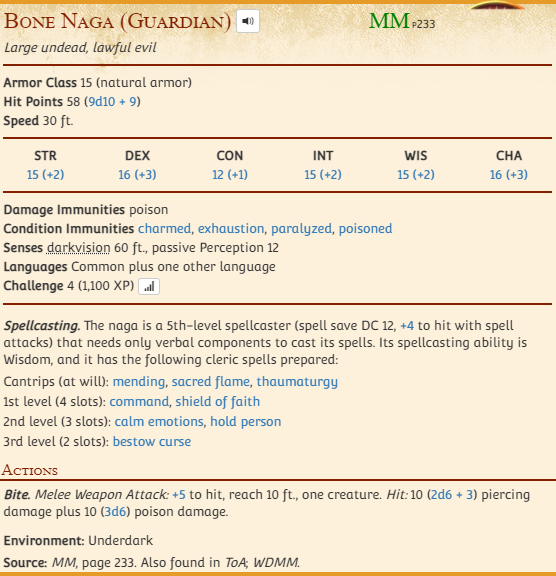 Bone Naga (Guardian) MM p233
Large undead, lawful evil
Armor Class 15 (natural armor)
Hit Points 58 (9d10 + 9)
Speed 30 ft.
STR DEX CON INT WIS CHA
15 (+2) 16 (+3) 12 (+1) 15 (+2) 15 (+2) 16 (+3)
Damage Immunities poison
Condition Immunities charmed, exhaustion, paralyzed, poisoned
Senses darkvision 60 ft., passive Perception 12
Languages Common plus one other language
Challenge 4 (1,100 XP)
Spellcasting. The naga is a 5th-level spellcaster (spell save DC 12, +4 to hit with spell
attacks) that needs only verbal components to cast its spells. Its spellcasting ability is
Wisdom, and it has the following cleric spells prepared:
Cantrips (at will): mending, sacred flame, thaumaturgy
1st level (4 slots): command, shield of faith
2nd level (3 slots): calm emotions, hold person
3rd level (2 slots): bestow curse
Actions
Bite. Melee Weapon Attack: +5 to hit, reach 10 ft., one creature. Hit: 10 (2d6 + 3) piercing
damage plus 10 (3d6) poison damage.
Environment: Underdark
Source: MM, page 233. Also found in ToA; WDMM.